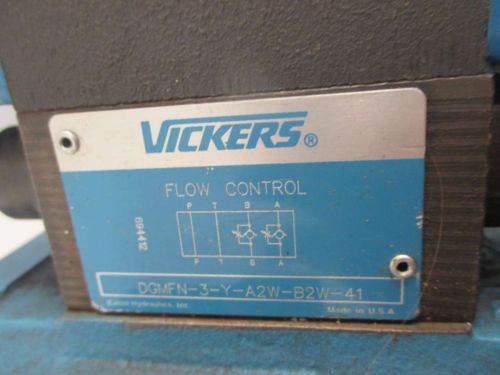 VICKERS®
FLOW CONTROL
P T B A
694412
P T B A
DGMFN-3-Y-A2W-B2W-41
Eaton Hydraulics, Inc.
Made in U.S.A.